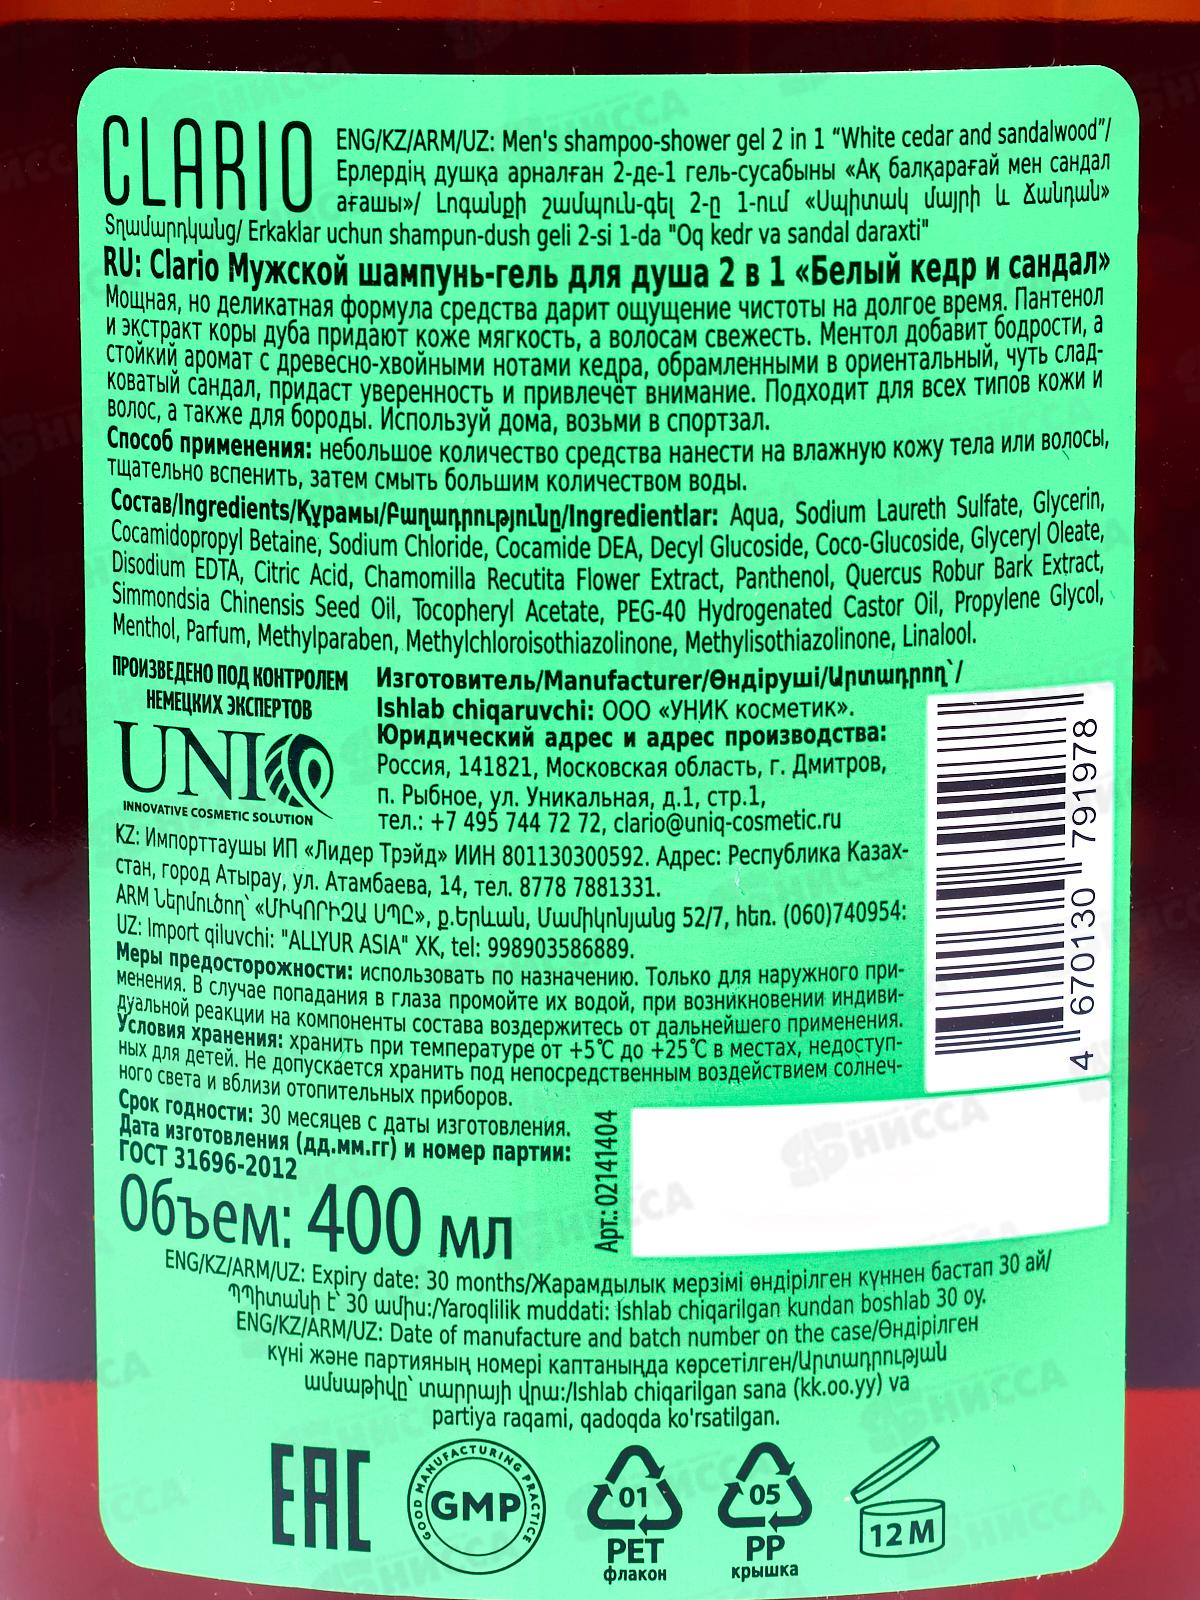 CLARIO
ENG/KZ/ARM/UZ: Men's shampoo-shower gel 2 in 1 “White cedar and sandalwood”/
Ерлердің душқа арналған 2-де-1 гель-сусабыны «Ақ балқарағай мен сандал
ағашы»/ Լոգանքի շամպուն-գել 2-ը 1-ում «Սպիտակ մայրի և Ճանդան»
Տղամարդկանց/ Erkaklar uchun shampun-dush geli 2-si 1-da "Oq kedr va sandal daraxti"
RU: Clario Мужской шампунь-гель для душа 2 в 1 «Белый кедр и сандал»
Мощная, но деликатная формула средства дарит ощущение чистоты на долгое время. Пантенол
и экстракт коры дуба придают коже мягкость, а волосам свежесть. Ментол добавит бодрости, а
стойкий аромат с древесно-хвойными нотами кедра, обрамленными в ориентальный, чуть слад-
коватый сандал, придаст уверенность и привлечёт внимание. Подходит для всех типов кожи и
волос, а также для бороды. Используй дома, возьми в спортзал.
Способ применения: небольшое количество средства нанести на влажную кожу тела или волосы,
тщательно вспенить, затем смыть большим количеством воды.
Состав/Ingredients/Құрамы/Բաղադրությունը/Ingredientlar: Aqua, Sodium Laureth Sulfate, Glycerin,
Cocamidopropyl Betaine, Sodium Chloride, Cocamide DEA, Decyl Glucoside, Coco-Glucoside, Glyceryl Oleate,
Disodium EDTA, Citric Acid, Chamomilla Recutita Flower Extract, Panthenol, Quercus Robur Bark Extract,
Simmondsia Chinensis Seed Oil, Tocopheryl Acetate, PEG-40 Hydrogenated Castor Oil, Propylene Glycol,
Menthol, Parfum, Methylparaben, Methylchloroisothiazolinone, Methylisothiazolinone, Linalool.
ПРОИЗВЕДЕНО ПОД КОНТРОЛЕМ
НЕМЕЦКИХ ЭКСПЕРТОВ
UNIQ
INNOVATIVE COSMETIC SOLUTION
Изготовитель/Manufacturer/Өндіруші/Արտադրող՝/
Ishlab chiqaruvchi: ООО «УНИК косметик».
Юридический адрес и адрес производства:
Россия, 141821, Московская область, г. Дмитров,
п. Рыбное, ул. Уникальная, д.1, стр.1,
тел.: +7 495 744 72 72, clario@uniq-cosmetic.ru
KZ: Импорттаушы ИП «Лидер Трэйд» ИИН 801130300592. Адрес: Республика Казах-
стан, город Атырау, ул. Атамбаева, 14, тел. 8778 7881331.
ARM Ներմուծող՝ «ՄԻԿՈՐԻԶԱ ՍՊԸ», ք.Երևան, Մամիկոնյանց 52/7, հեռ. (060)740954:
UZ: Import qiluvchi: "ALLYUR ASIA" XK, tel: 998903586889.
Меры предосторожности: использовать по назначению. Только для наружного при-
менения. В случае попадания в глаза промойте их водой, при возникновении индиви-
дуальной реакции на компоненты состава воздержитесь от дальнейшего применения.
Условия хранения: хранить при температуре от +5℃ до +25℃ в местах, недоступ-
ных для детей. Не допускается хранить под непосредственным воздействием солнеч-
ного света и вблизи отопительных приборов.
Срок годности: 30 месяцев с даты изготовления.
Дата изготовления (дд.мм.гг) и номер партии:
ГОСТ 31696-2012
Объем: 400 мл
Арт.: 02141404
4 670130 791978
ENG/KZ/ARM/UZ: Expiry date: 30 months/Жарамдылык мерзімі өндірілген күннен бастап 30 ай/
ՊՊիտանի է՝ 30 ամիս:/Yaroqlilik muddati: Ishlab chiqarilgan kundan boshlab 30 oy.
ENG/KZ/ARM/UZ: Date of manufacture and batch number on the case/Өндірілген
күні және партияның номері каптаныңда көрсетілген/Արտադրության
ամսաթիվը՝ տարրայի վրա:/Ishlab chiqarilgan sana (kk.oo.yy) va
partiya raqami, qadoqda ko'rsatilgan.
EAC
GOOD MANUFACTURING PRACTICE
GMP
01
PET
флакон
05
PP
крышка
12 M